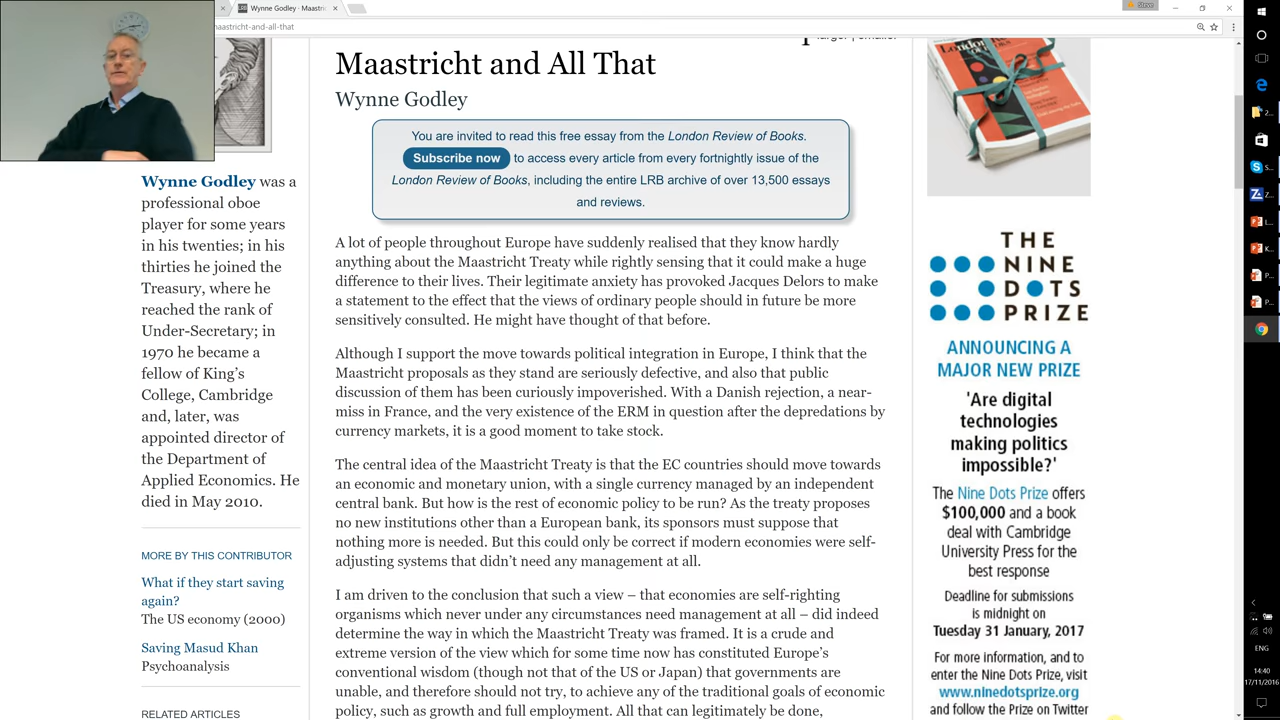 LRB Wynne Godley · Maastric
Steve
maastricht-and-all-that
larger | smaller
Maastricht and All That
Wynne Godley
You are invited to read this free essay from the London Review of Books.
Subscribe now to access every article from every fortnightly issue of the
London Review of Books, including the entire LRB archive of over 13,500 essays
and reviews.
Wynne Godley was a
professional oboe
player for some years
in his twenties; in his
thirties he joined the
Treasury, where he
reached the rank of
Under-Secretary; in
1970 he became a
fellow of King's
College, Cambridge
and, later, was
appointed director of
the Department of
Applied Economics. He
died in May 2010.
MORE BY THIS CONTRIBUTOR
What if they start saving
again?
The US economy (2000)
Saving Masud Khan
Psychoanalysis
RELATED ARTICLES
A lot of people throughout Europe have suddenly realised that they know hardly
anything about the Maastricht Treaty while rightly sensing that it could make a huge
difference to their lives. Their legitimate anxiety has provoked Jacques Delors to make
a statement to the effect that the views of ordinary people should in future be more
sensitively consulted. He might have thought of that before.
Although I support the move towards political integration in Europe, I think that the
Maastricht proposals as they stand are seriously defective, and also that public
discussion of them has been curiously impoverished. With a Danish rejection, a near-
miss in France, and the very existence of the ERM in question after the depredations by
currency markets, it is a good moment to take stock.
The central idea of the Maastricht Treaty is that the EC countries should move towards
an economic and monetary union, with a single currency managed by an independent
central bank. But how is the rest of economic policy to be run? As the treaty proposes
no new institutions other than a European bank, its sponsors must suppose that
nothing more is needed. But this could only be correct if modern economies were self-
adjusting systems that didn't need any management at all.
I am driven to the conclusion that such a view – that economies are self-righting
organisms which never under any circumstances need management at all – did indeed
determine the way in which the Maastricht Treaty was framed. It is a crude and
extreme version of the view which for some time now has constituted Europe's
conventional wisdom (though not that of the US or Japan) that governments are
unable, and therefore should not try, to achieve any of the traditional goals of economic
policy, such as growth and full employment. All that can legitimately be done,
THE
NINE
DOTS
PRIZE
ANNOUNCING A
MAJOR NEW PRIZE
'Are digital
technologies
making politics
impossible?'
The Nine Dots Prize offers
$100,000 and a book
deal with Cambridge
University Press for the
best response
Deadline for submissions
is midnight on
Tuesday 31 January, 2017
For more information, and to
enter the Nine Dots Prize, visit
www.ninedotsprize.org
and follow the Prize on Twitter
2...
S...
Z...
I...
K...
P...
P...
ENG
14:40
17/11/2016